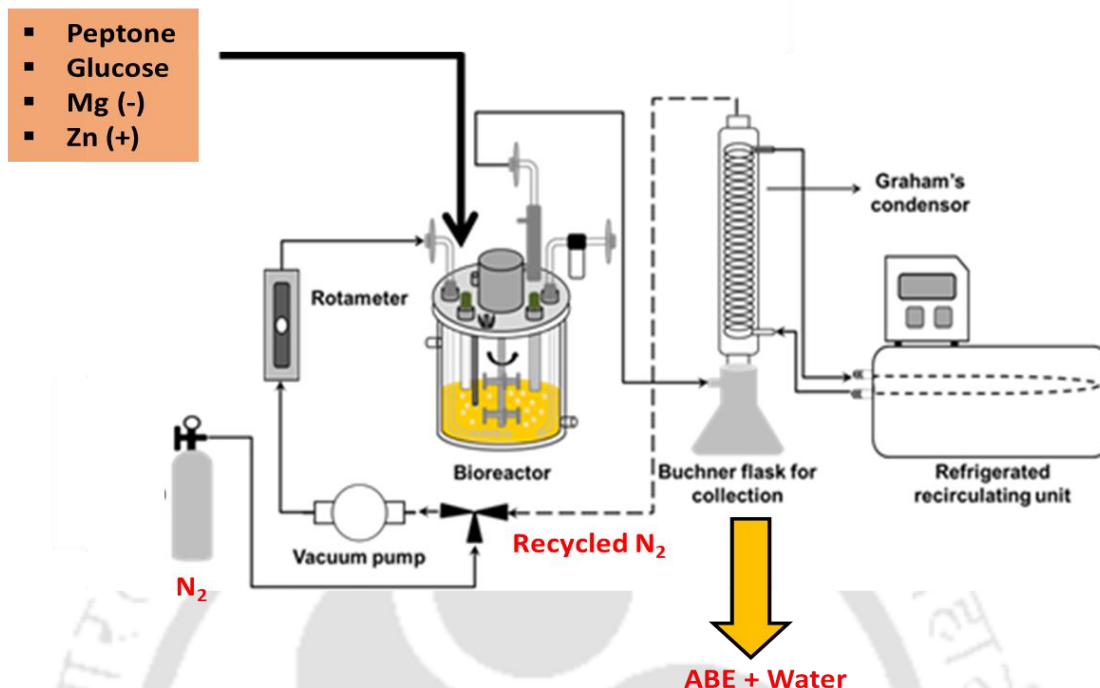 ▪ Peptone
▪ Glucose
▪ Mg (-)
▪ Zn (+)
Graham's
condensor
Rotameter
Bioreactor
Buchner flask for
collection
Refrigerated
recirculating unit
Vacuum pump
Recycled N₂
N₂
ABE + Water